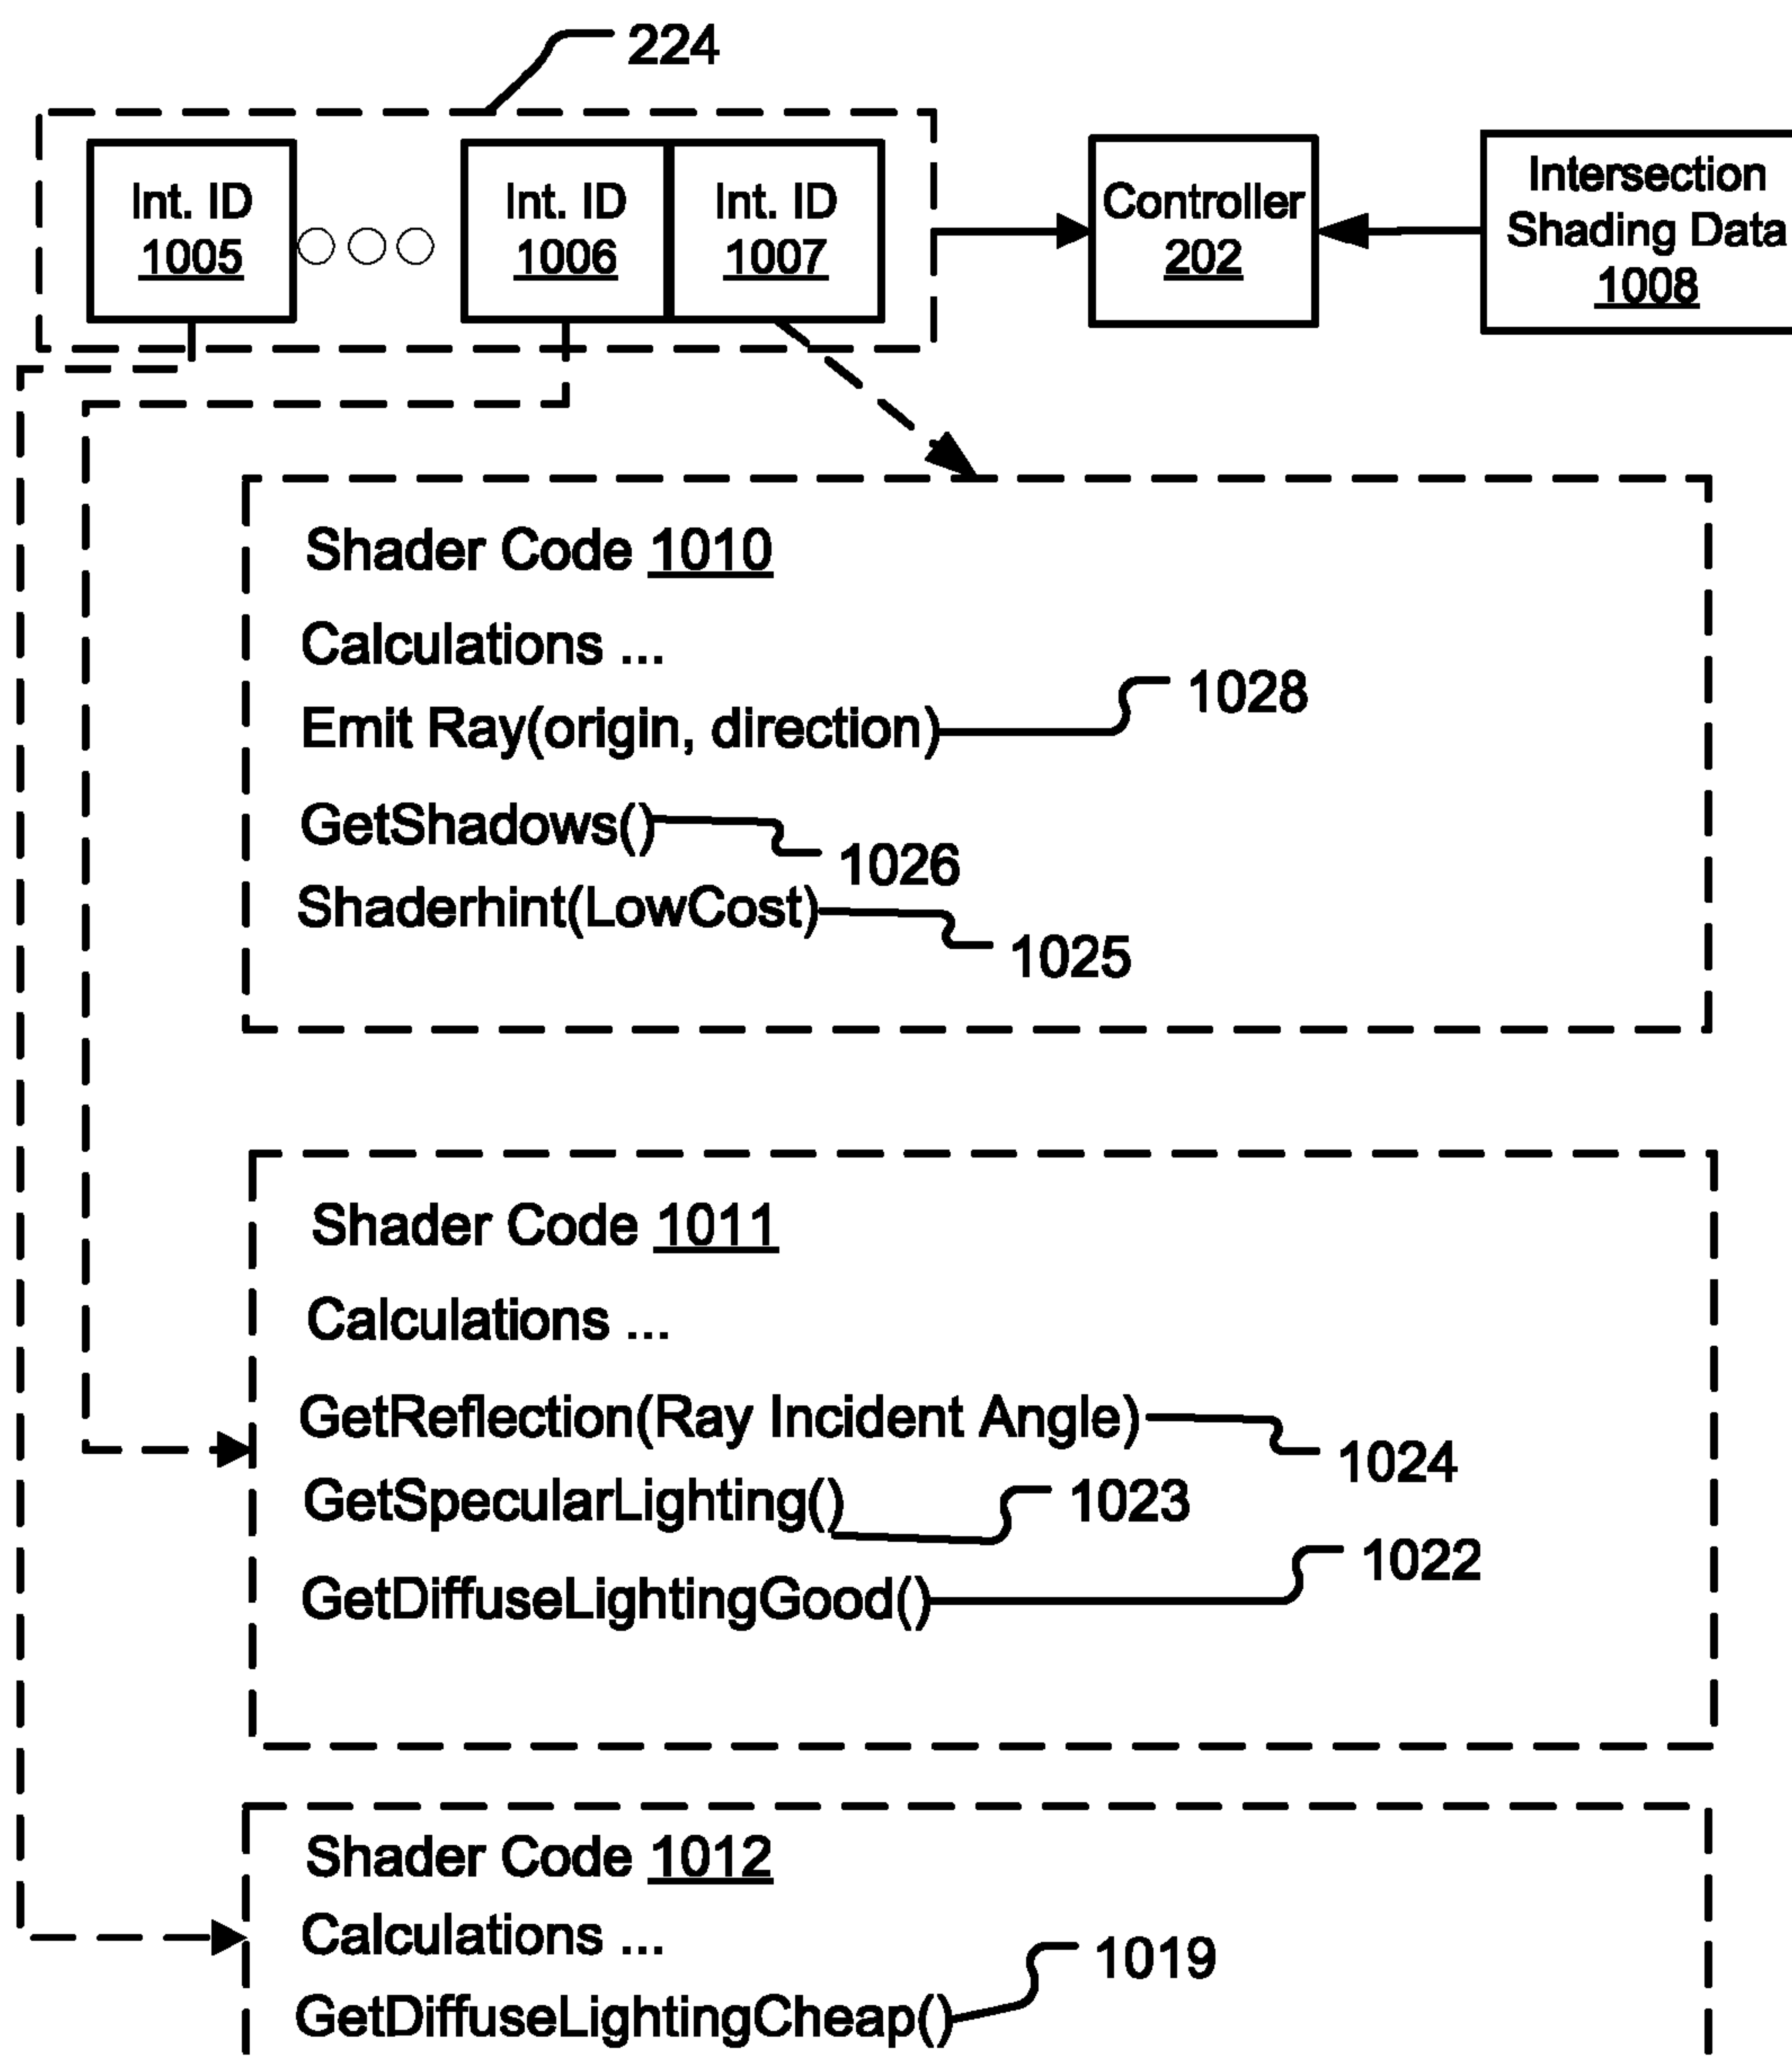 224
Int. ID
1005
Int. ID
1006
Int. ID
1007
Controller
202
Intersection
Shading Data
1008
Shader Code 1010
Calculations ...
Emit Ray(origin, direction)
1028
GetShadows()
1026
Shaderhint(LowCost)
1025
Shader Code 1011
Calculations ...
GetReflection(Ray Incident Angle)
1024
GetSpecularLighting()
1023
GetDiffuseLightingGood()
1022
Shader Code 1012
Calculations ...
GetDiffuseLightingCheap()
1019